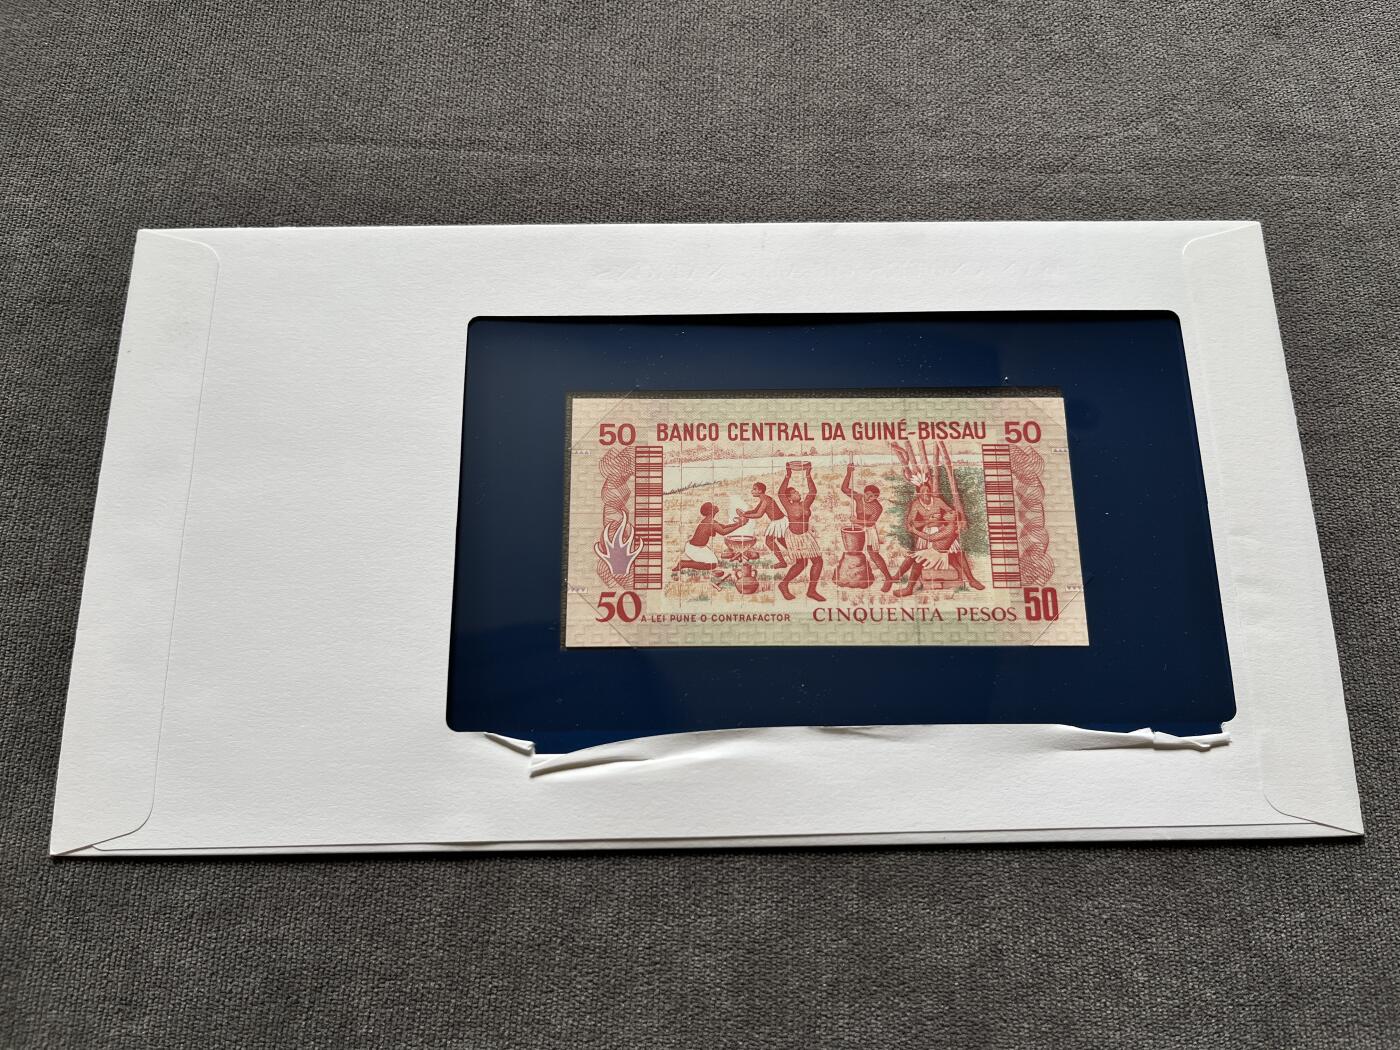 50 BANCO CENTRAL DA GUINÉ-BISSAU 50
50 A LEI PUNE O CONTRAFACTOR CINQUENTA PESOS 50